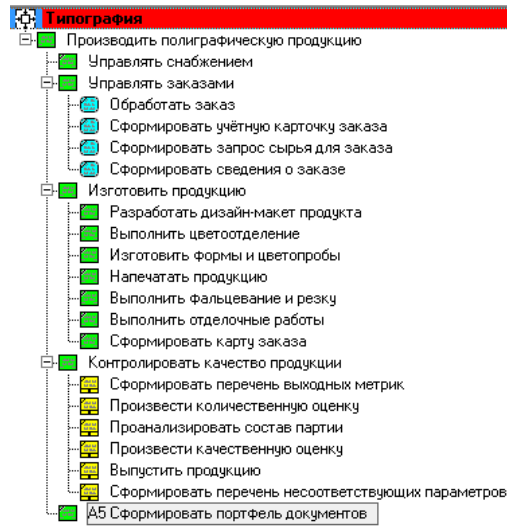 Типография
Производить полиграфическую продукцию
Управлять снабжением
Управлять заказами
Обработать заказ
Сформировать учётную карточку заказа
Сформировать запрос сырья для заказа
Сформировать сведения о заказе
Изготовить продукцию
Разработать дизайн-макет продукта
Выполнить цветоотделение
Изготовить формы и цветопробы
Напечатать продукцию
Выполнить фальцевание и резку
Выполнить отделочные работы
Сформировать карту заказа
Контролировать качество продукции
Сформировать перечень выходных метрик
Произвести количественную оценку
Проанализировать состав партии
Произвести качественную оценку
Выпустить продукцию
Сформировать перечень несоответствующих параметров
А5 Сформировать портфель документов